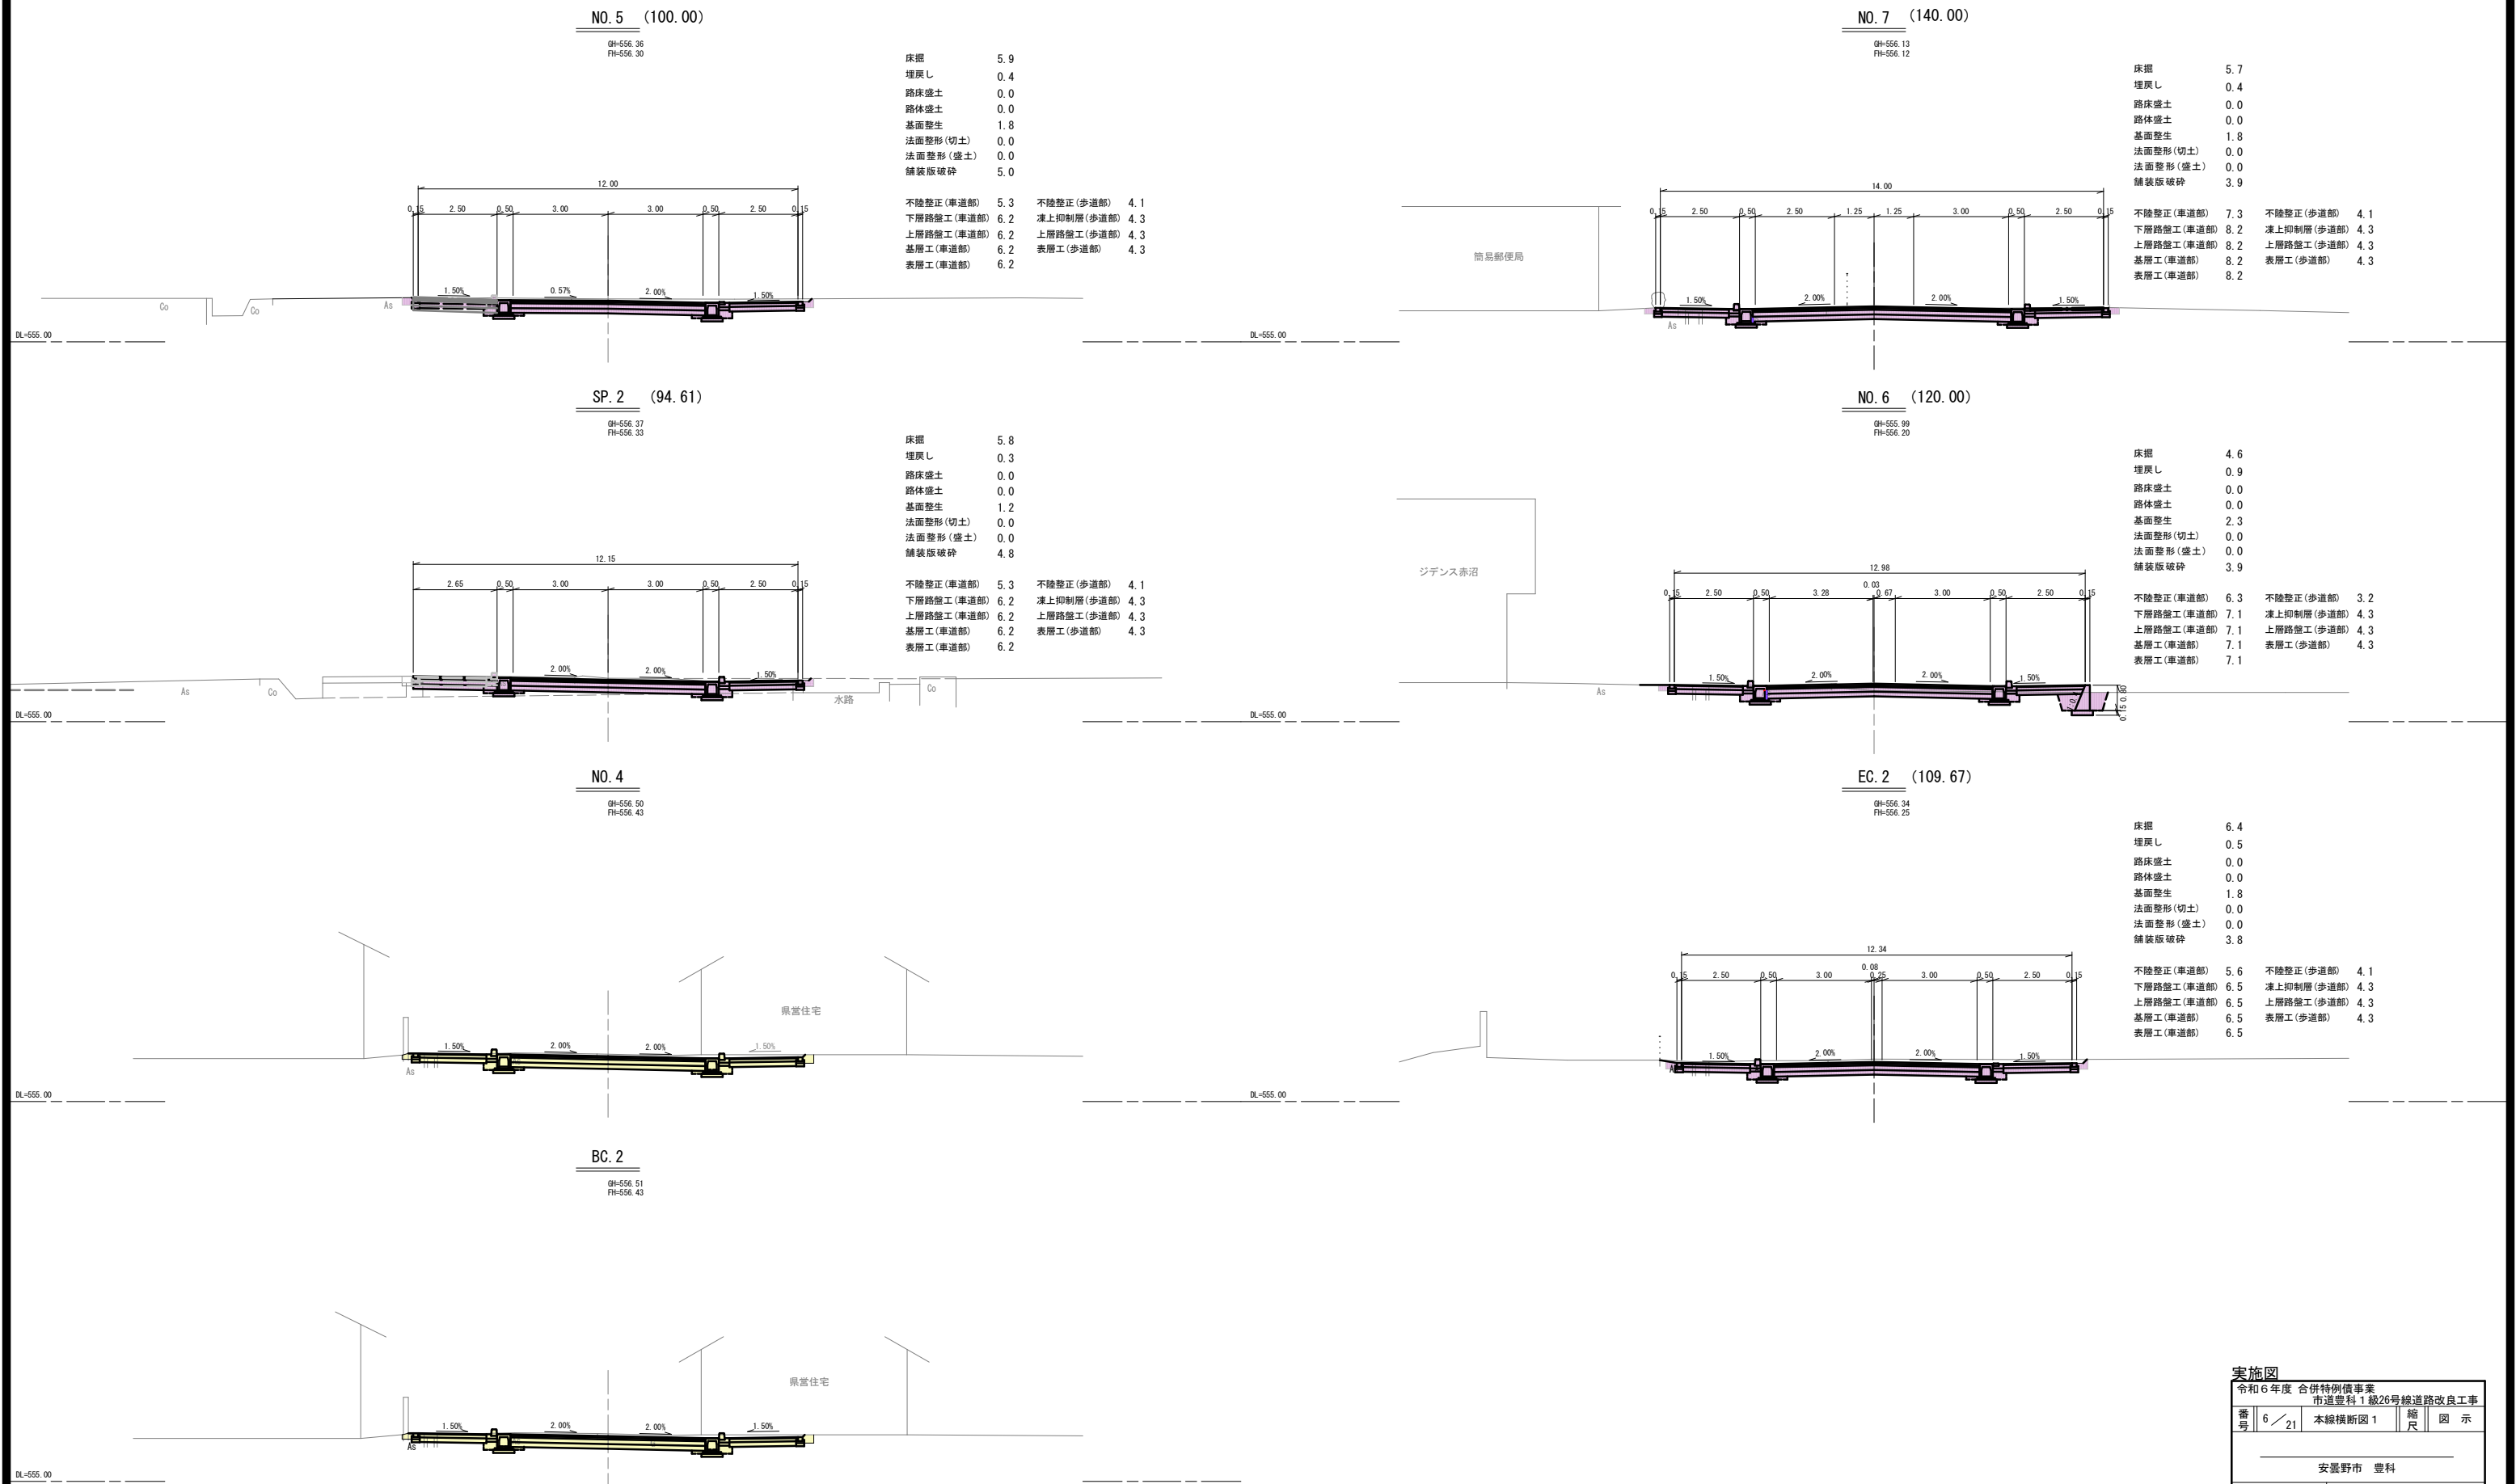 NO. 5 (100. 00)
GH=556. 36
FH=556. 30
床掘 5. 9
埋戻し 0. 4
路床盛土 0. 0
路体盛土 0. 0
基面整生 1. 8
法面整形(切土) 0. 0
法面整形(盛土) 0. 0
舗装版破砕 5. 0
不陸整正(車道部) 5. 3 不陸整正(歩道部) 4. 1
下層路盤工(車道部) 6. 2 凍上抑制層(歩道部) 4. 3
上層路盤工(車道部) 6. 2 上層路盤工(歩道部) 4. 3
基層工(車道部) 6. 2 表層工(歩道部) 4. 3
表層工(車道部) 6. 2
12. 00
0. 15 2. 50 0. 50 3. 00 3. 00 0. 50 2. 50 0. 15
1. 50% 0. 57% 2. 00% 1. 50%
Co Co As
DL=555. 00
SP. 2 (94. 61)
GH=556. 37
FH=556. 33
床掘 5. 8
埋戻し 0. 3
路床盛土 0. 0
路体盛土 0. 0
基面整生 1. 2
法面整形(切土) 0. 0
法面整形(盛土) 0. 0
舗装版破砕 4. 8
不陸整正(車道部) 5. 3 不陸整正(歩道部) 4. 1
下層路盤工(車道部) 6. 2 凍上抑制層(歩道部) 4. 3
上層路盤工(車道部) 6. 2 上層路盤工(歩道部) 4. 3
基層工(車道部) 6. 2 表層工(歩道部) 4. 3
表層工(車道部) 6. 2
12. 15
2. 65 0. 50 3. 00 3. 00 0. 50 2. 50 0. 15
2. 00% 2. 00% 1. 50%
As Co 水路 Co
DL=555. 00
NO. 4
GH=556. 50
FH=556. 43
県営住宅
1. 50% 2. 00% 2. 00% 1. 50%
As
DL=555. 00
BC. 2
GH=556. 51
FH=556. 43
県営住宅
1. 50% 2. 00% 2. 00% 1. 50%
As
DL=555. 00
NO. 7 (140. 00)
GH=556. 13
FH=556. 12
床掘 5. 7
埋戻し 0. 4
路床盛土 0. 0
路体盛土 0. 0
基面整生 1. 8
法面整形(切土) 0. 0
法面整形(盛土) 0. 0
舗装版破砕 3. 9
不陸整正(車道部) 7. 3 不陸整正(歩道部) 4. 1
下層路盤工(車道部) 8. 2 凍上抑制層(歩道部) 4. 3
上層路盤工(車道部) 8. 2 上層路盤工(歩道部) 4. 3
基層工(車道部) 8. 2 表層工(歩道部) 4. 3
表層工(車道部) 8. 2
14. 00
0. 15 2. 50 0. 50 2. 50 1. 25 1. 25 3. 00 0. 50 2. 50 0. 15
簡易郵便局
1. 50% 2. 00% 2. 00% 1. 50%
As
DL=555. 00
NO. 6 (120. 00)
GH=555. 99
FH=556. 20
床掘 4. 6
埋戻し 0. 9
路床盛土 0. 0
路体盛土 0. 0
基面整生 2. 3
法面整形(切土) 0. 0
法面整形(盛土) 0. 0
舗装版破砕 3. 9
不陸整正(車道部) 6. 3 不陸整正(歩道部) 3. 2
下層路盤工(車道部) 7. 1 凍上抑制層(歩道部) 4. 3
上層路盤工(車道部) 7. 1 上層路盤工(歩道部) 4. 3
基層工(車道部) 7. 1 表層工(歩道部) 4. 3
表層工(車道部) 7. 1
ジデンス赤沼
12. 98
0. 03
0. 15 2. 50 0. 50 3. 28 0. 67 3. 00 0. 50 2. 50 0. 15
1. 50% 2. 00% 2. 00% 1. 50%
As
0. 15 0. 80
DL=555. 00
EC. 2 (109. 67)
GH=556. 34
FH=556. 25
床掘 6. 4
埋戻し 0. 5
路床盛土 0. 0
路体盛土 0. 0
基面整生 1. 8
法面整形(切土) 0. 0
法面整形(盛土) 0. 0
舗装版破砕 3. 8
不陸整正(車道部) 5. 6 不陸整正(歩道部) 4. 1
下層路盤工(車道部) 6. 5 凍上抑制層(歩道部) 4. 3
上層路盤工(車道部) 6. 5 上層路盤工(歩道部) 4. 3
基層工(車道部) 6. 5 表層工(歩道部) 4. 3
表層工(車道部) 6. 5
12. 34
0. 08
0. 15 2. 50 0. 50 3. 00 0. 25 3. 00 0. 50 2. 50 0. 15
1. 50% 2. 00% 2. 00% 1. 50%
DL=555. 00
実施図
令和6年度 合併特例債事業
市道豊科1級26号線道路改良工事
番号 6/21 本線横断図1 縮尺 図 示
安曇野市 豊科